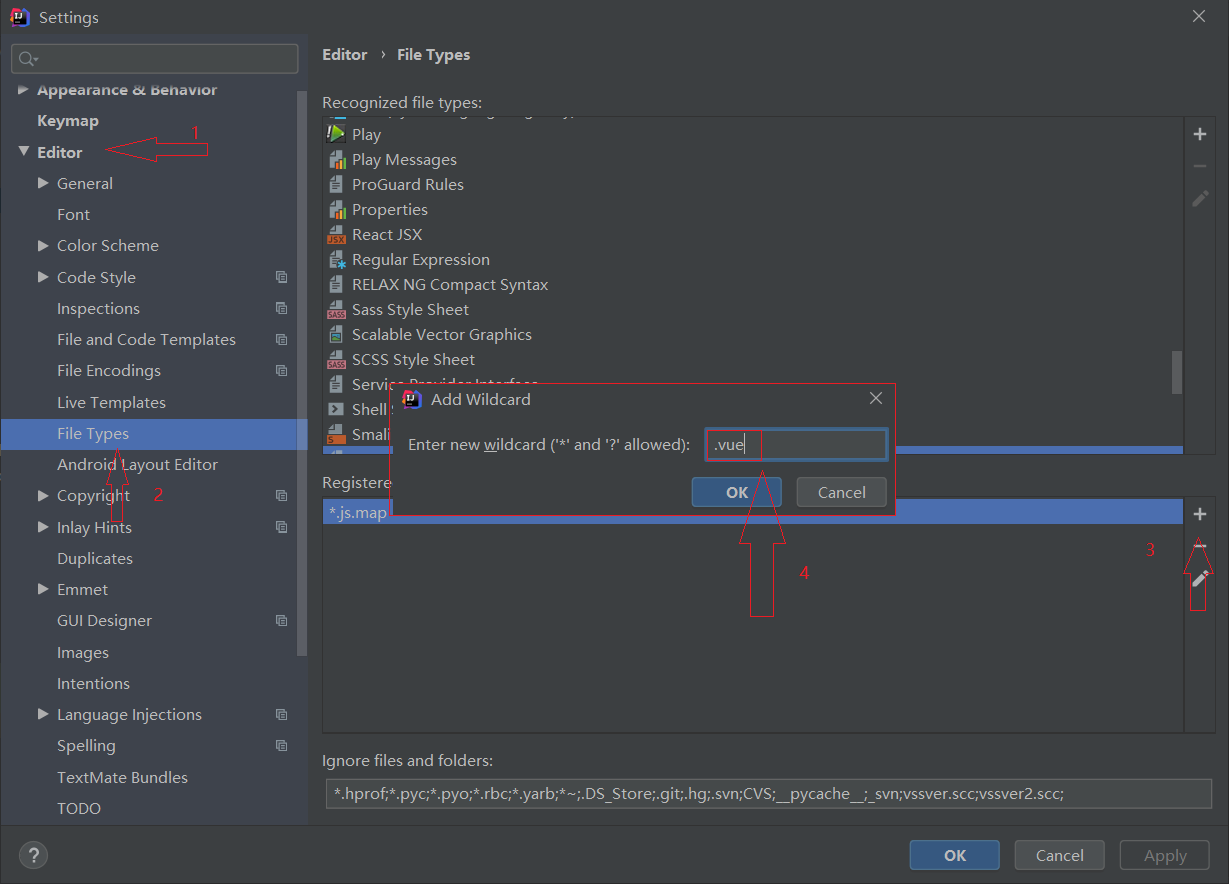 Settings
Appearance & Behavior
Keymap
Editor
1
General
Font
Color Scheme
Code Style
Inspections
File and Code Templates
File Encodings
Live Templates
File Types
Android Layout Editor
Copyright
2
Inlay Hints
Duplicates
Emmet
GUI Designer
Images
Intentions
Language Injections
Spelling
TextMate Bundles
TODO
Editor › File Types
Recognized file types:
Play
Play Messages
ProGuard Rules
Properties
React JSX
Regular Expression
RELAX NG Compact Syntax
Sass Style Sheet
Scalable Vector Graphics
SCSS Style Sheet
Service Provider Interface
Shell
Smali
Add Wildcard
Enter new wildcard ('*' and '?' allowed):
.vue
OK
Cancel
Registere
*.js.map
3
4
Ignore files and folders:
*.hprof;*.pyc;*.pyo;*.rbc;*.yarb;*~;.DS_Store;.git;.hg;.svn;CVS;__pycache__;_svn;vssver.scc;vssver2.scc;
?
OK
Cancel
Apply